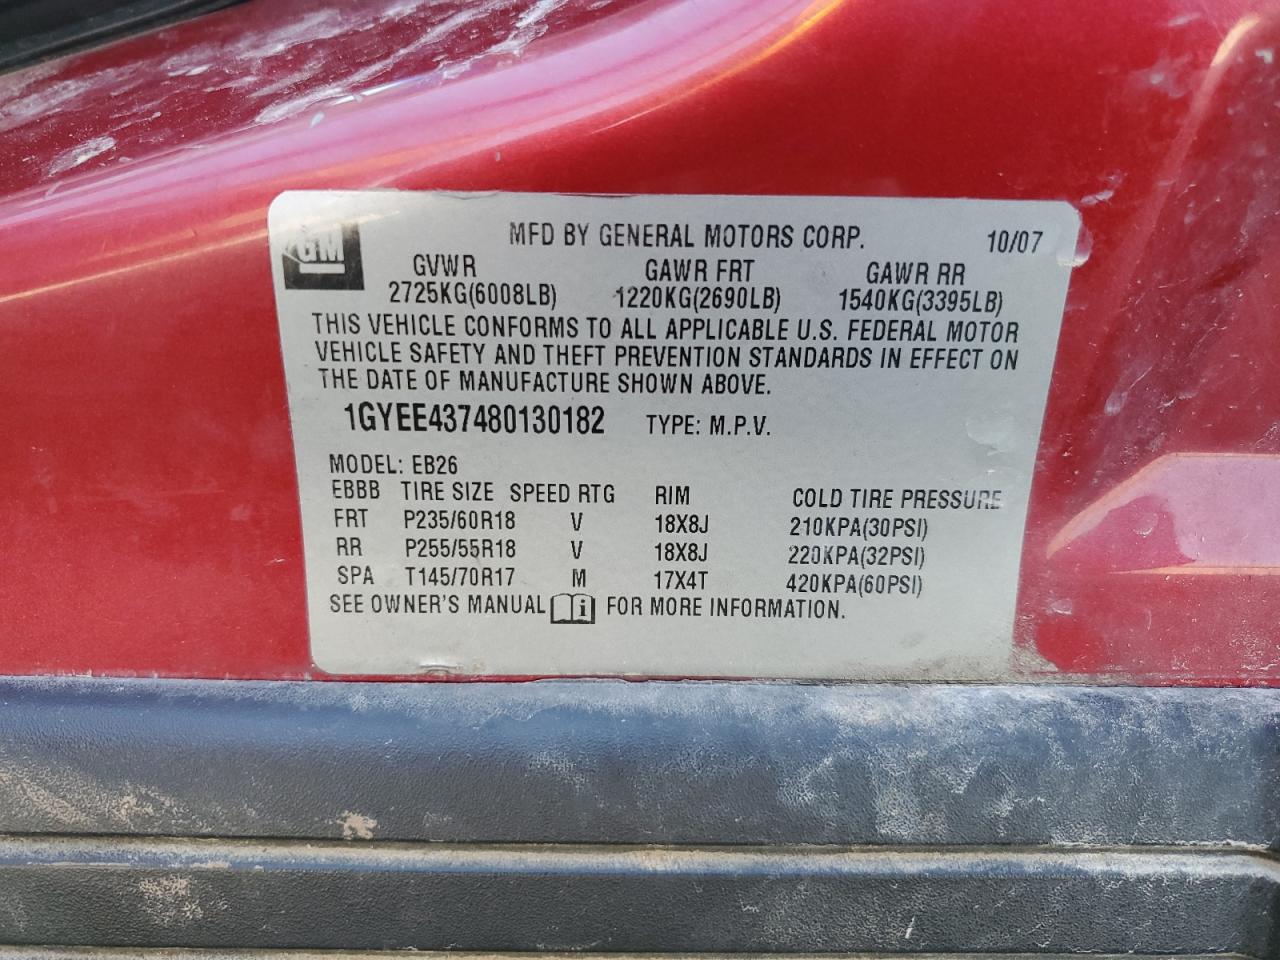 GM MFD BY GENERAL MOTORS CORP. 10/07
GVWR GAWR FRT GAWR RR
2725KG(6008LB) 1220KG(2690LB) 1540KG(3395LB)
THIS VEHICLE CONFORMS TO ALL APPLICABLE U.S. FEDERAL MOTOR
VEHICLE SAFETY AND THEFT PREVENTION STANDARDS IN EFFECT ON
THE DATE OF MANUFACTURE SHOWN ABOVE.
1GYEE437480130182 TYPE: M.P.V.
MODEL: EB26
EBBB TIRE SIZE SPEED RTG RIM COLD TIRE PRESSURE
FRT P235/60R18 V 18X8J 210KPA(30PSI)
RR P255/55R18 V 18X8J 220KPA(32PSI)
SPA T145/70R17 M 17X4T 420KPA(60PSI)
SEE OWNER'S MANUAL i FOR MORE INFORMATION.